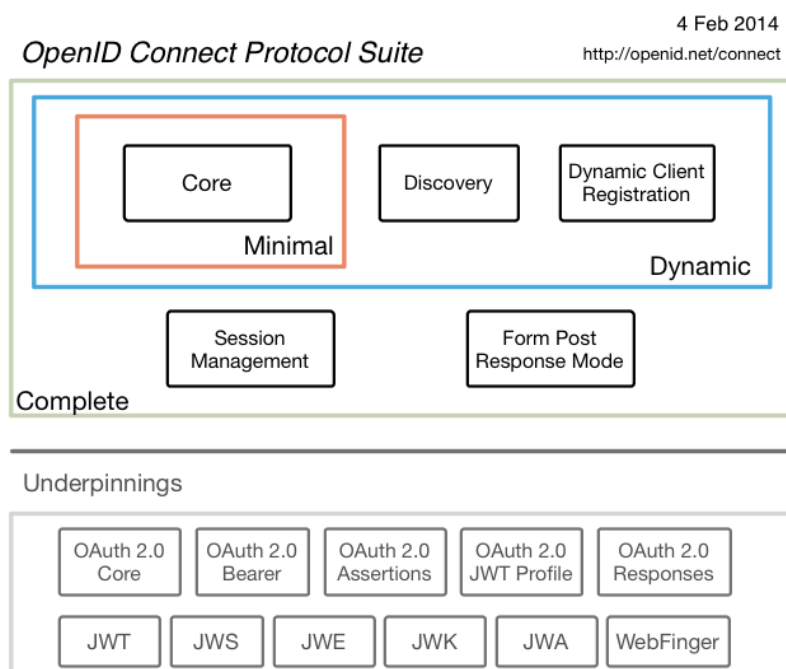 4 Feb 2014
OpenID Connect Protocol Suite
http://openid.net/connect
Core
Discovery
Dynamic Client
Registration
Minimal
Dynamic
Session
Management
Form Post
Response Mode
Complete
Underpinnings
OAuth 2.0
Core
OAuth 2.0
Bearer
OAuth 2.0
Assertions
OAuth 2.0
JWT Profile
OAuth 2.0
Responses
JWT
JWS
JWE
JWK
JWA
WebFinger